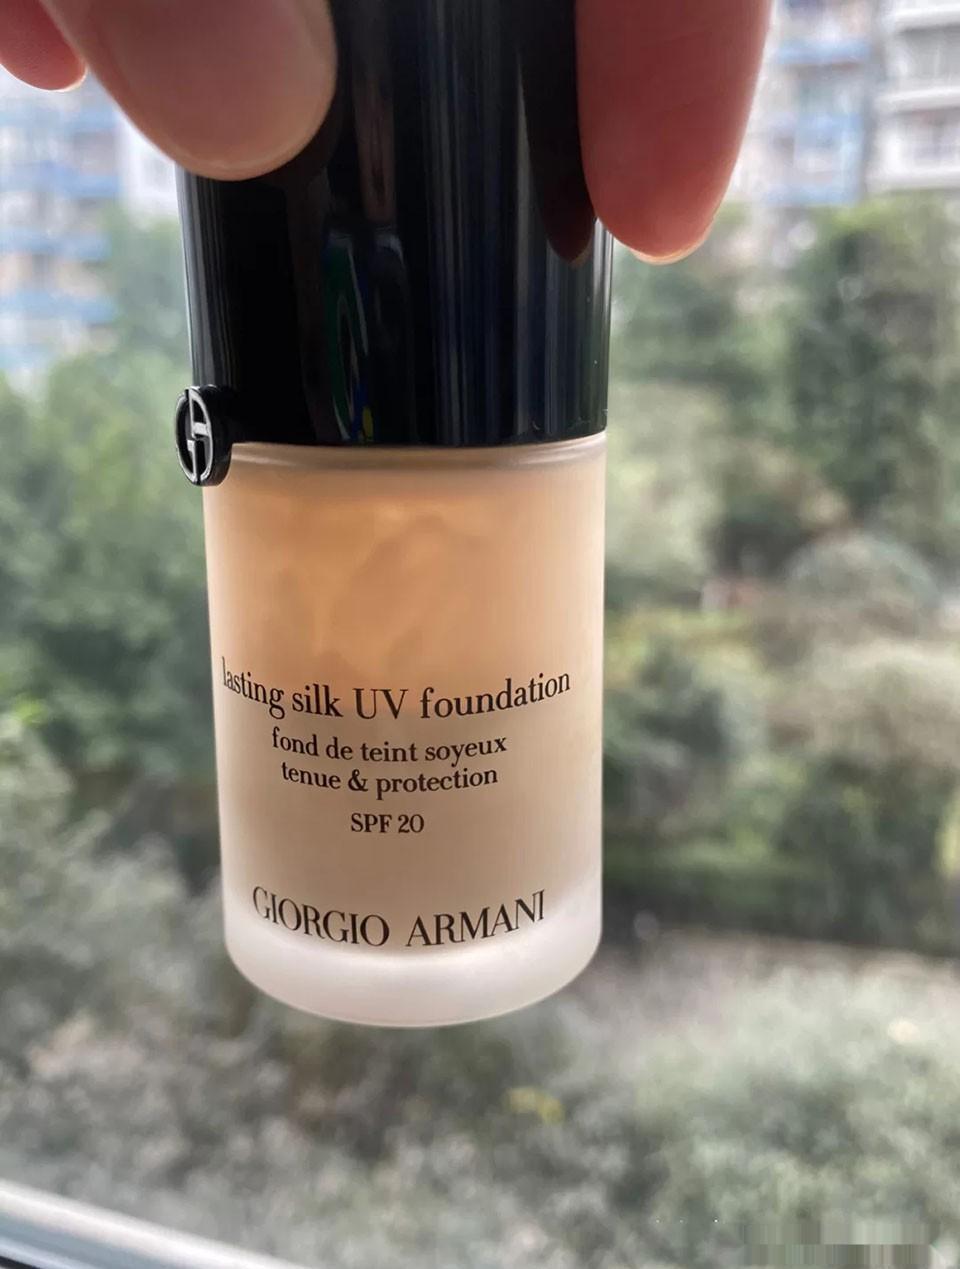 lasting silk UV foundation
fond de teint soyeux
tenue & protection
SPF 20
GIORGIO ARMANI